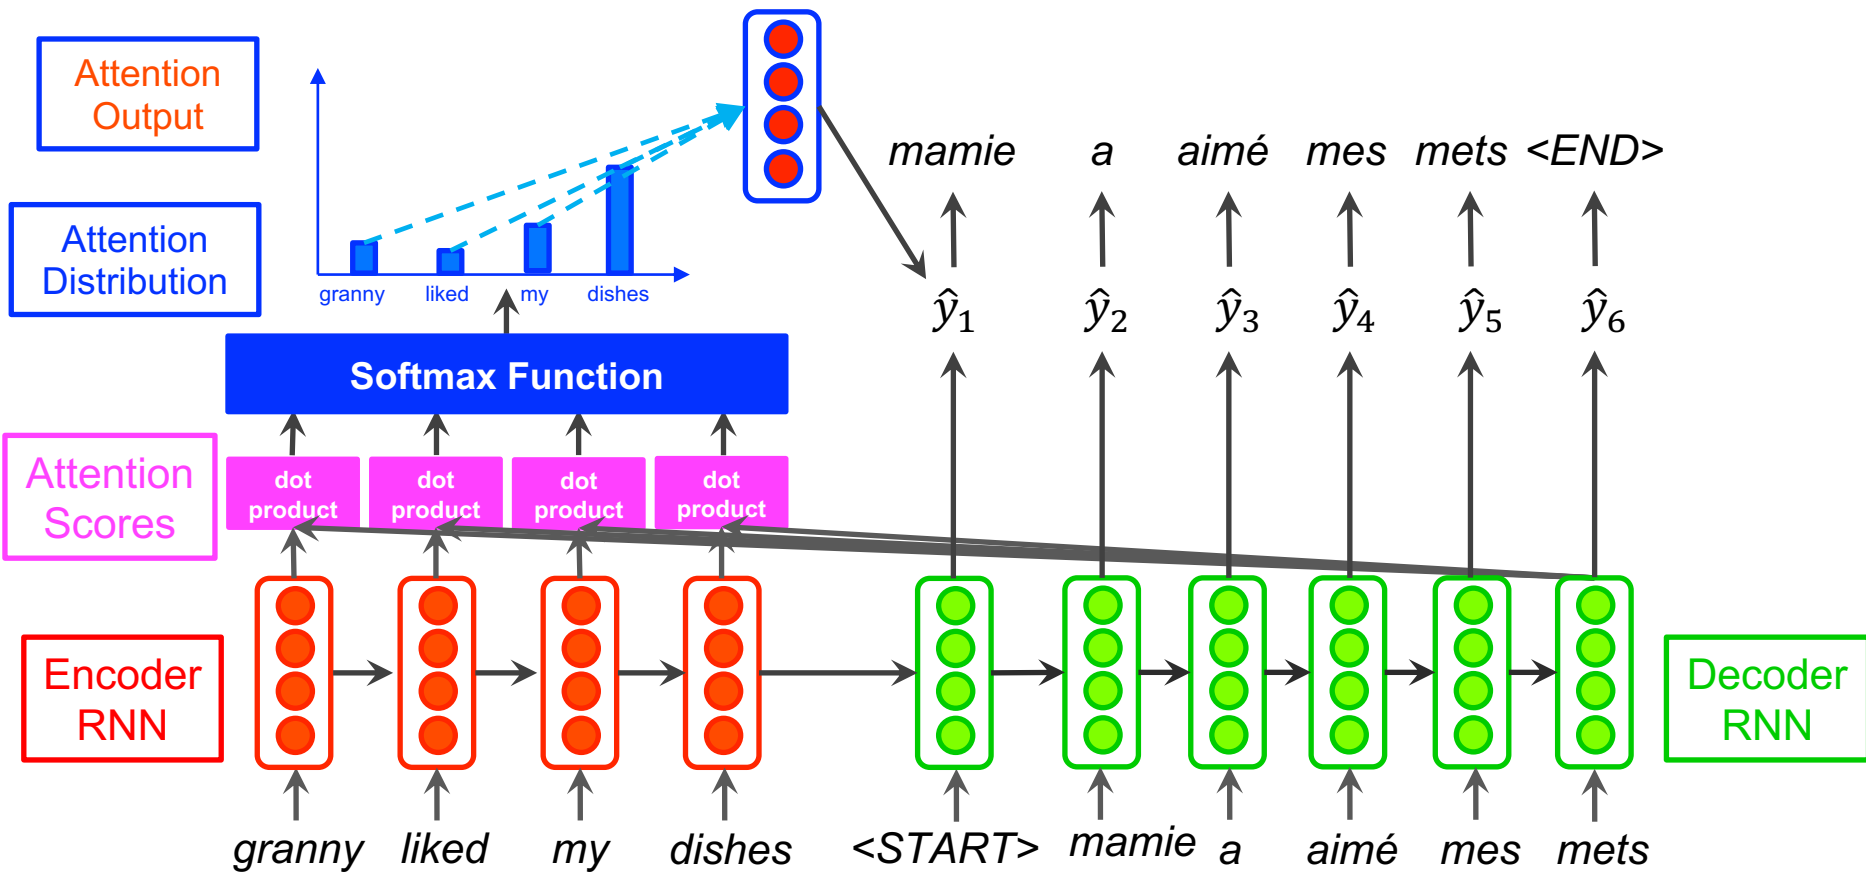 Attention
Output
mamie a aimé mes mets <END>
Attention
Distribution
granny liked my dishes
ŷ1 ŷ2 ŷ3 ŷ4 ŷ5 ŷ6
Softmax Function
Attention
Scores
dot
product
dot
product
dot
product
dot
product
Encoder
RNN
Decoder
RNN
granny liked my dishes <START> mamie a aimé mes mets